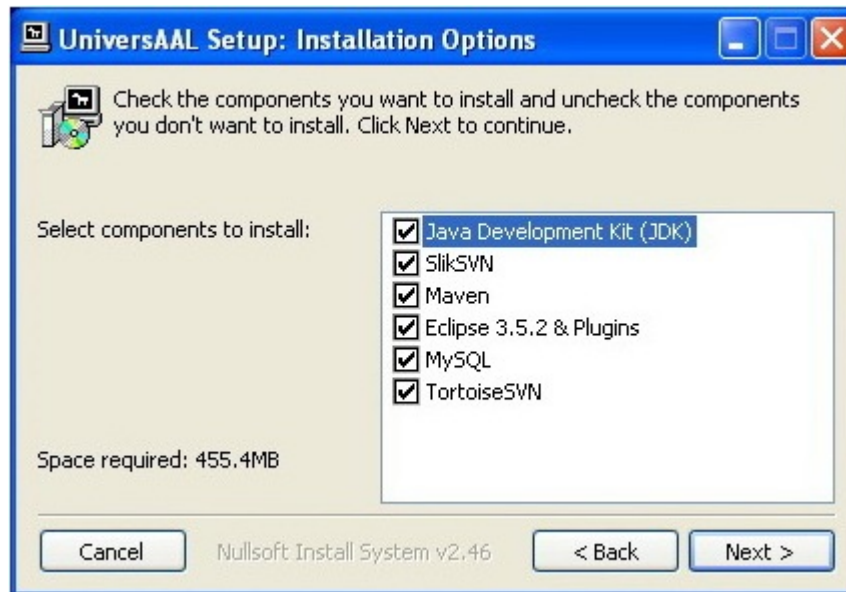 UniversAAL Setup: Installation Options
Check the components you want to install and uncheck the components
you don't want to install. Click Next to continue.
Select components to install:
Java Development Kit (JDK)
SlikSVN
Maven
Eclipse 3.5.2 & Plugins
MySQL
TortoiseSVN
Space required: 455.4MB
Cancel
Nullsoft Install System v2.46
< Back
Next >